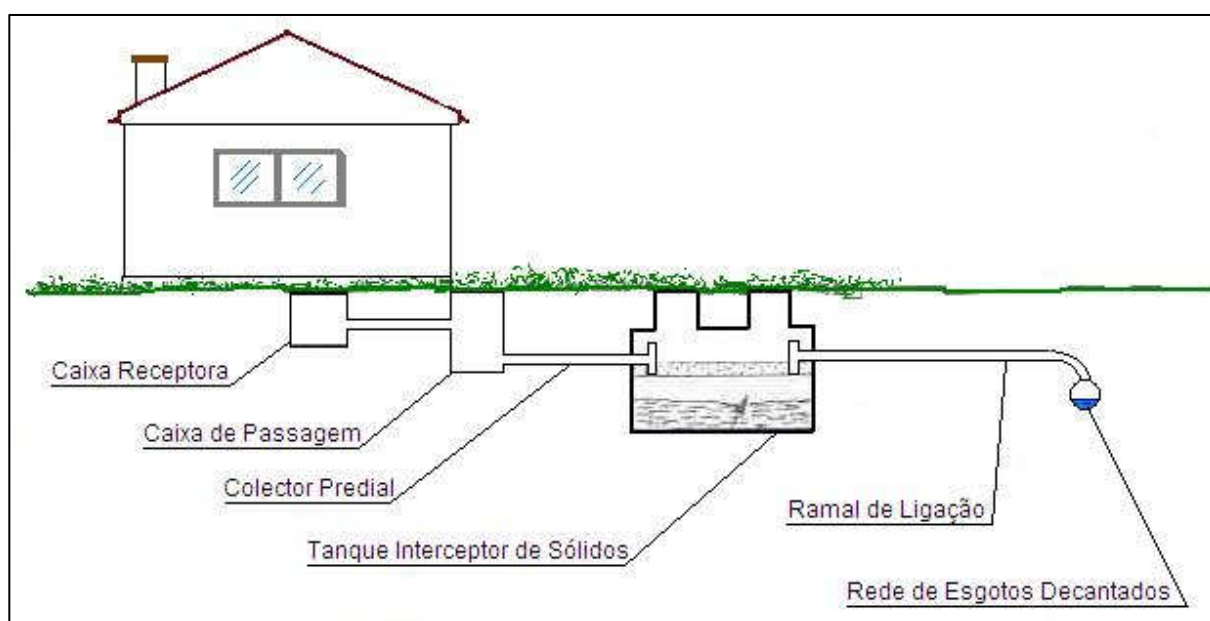 Caixa Receptora
Caixa de Passagem
Colector Predial
Tanque Interceptor de Sólidos
Ramal de Ligação
Rede de Esgotos Decantados